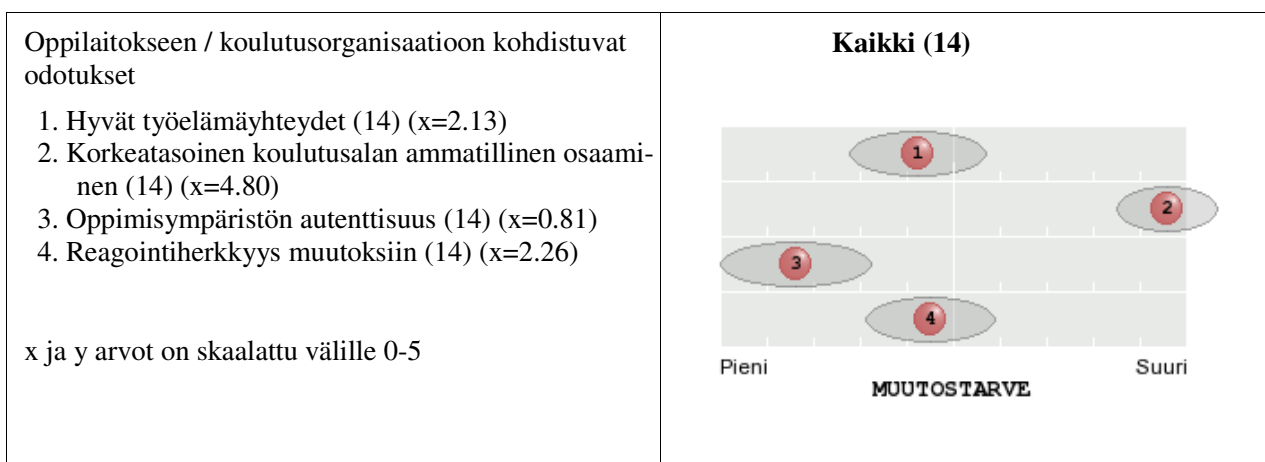 Oppilaitokseen / koulutusorganisaatioon kohdistuvat
odotukset
1. Hyvät työelämäyhteydet (14) (x=2.13)
2. Korkeatasoinen koulutusalan ammatillinen osaami-
nen (14) (x=4.80)
3. Oppimisympäristön autenttisuus (14) (x=0.81)
4. Reagointiherkkyys muutoksiin (14) (x=2.26)
x ja y arvot on skaalattu välille 0-5
Kaikki (14)
1
2
3
4
Pieni Suuri
MUUTOSTARVE